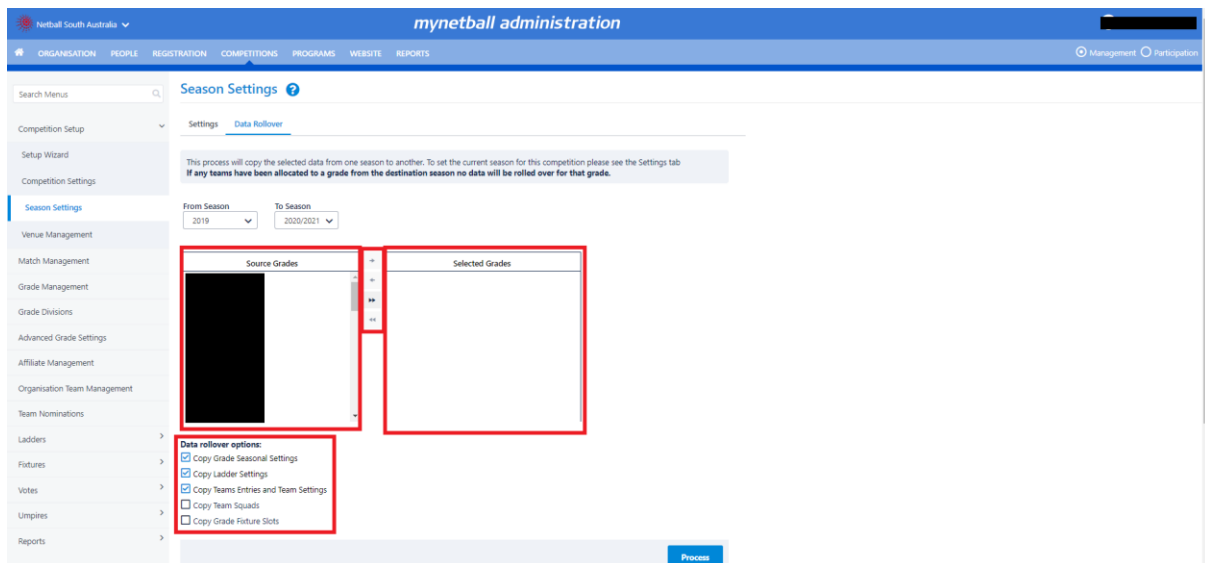 Netball South Australia
mynetball administration
ORGANISATION PEOPLE REGISTRATION COMPETITIONS PROGRAMS WEBSITE REPORTS
Management Participation
Search Menus
Competition Setup
Setup Wizard
Competition Settings
Season Settings
Venue Management
Match Management
Grade Management
Grade Divisions
Advanced Grade Settings
Affiliate Management
Organisation Team Management
Team Nominations
Ladders
Fixtures
Votes
Umpires
Reports
Season Settings ?
Settings Data Rollover
This process will copy the selected data from one season to another. To set the current season for this competition please see the Settings tab
If any teams have been allocated to a grade from the destination season no data will be rolled over for that grade.
From Season To Season
2019 2020/2021
Source Grades Selected Grades
Data rollover options:
Copy Grade Seasonal Settings
Copy Ladder Settings
Copy Teams Entries and Team Settings
Copy Team Squads
Copy Grade Fixture Slots
Process